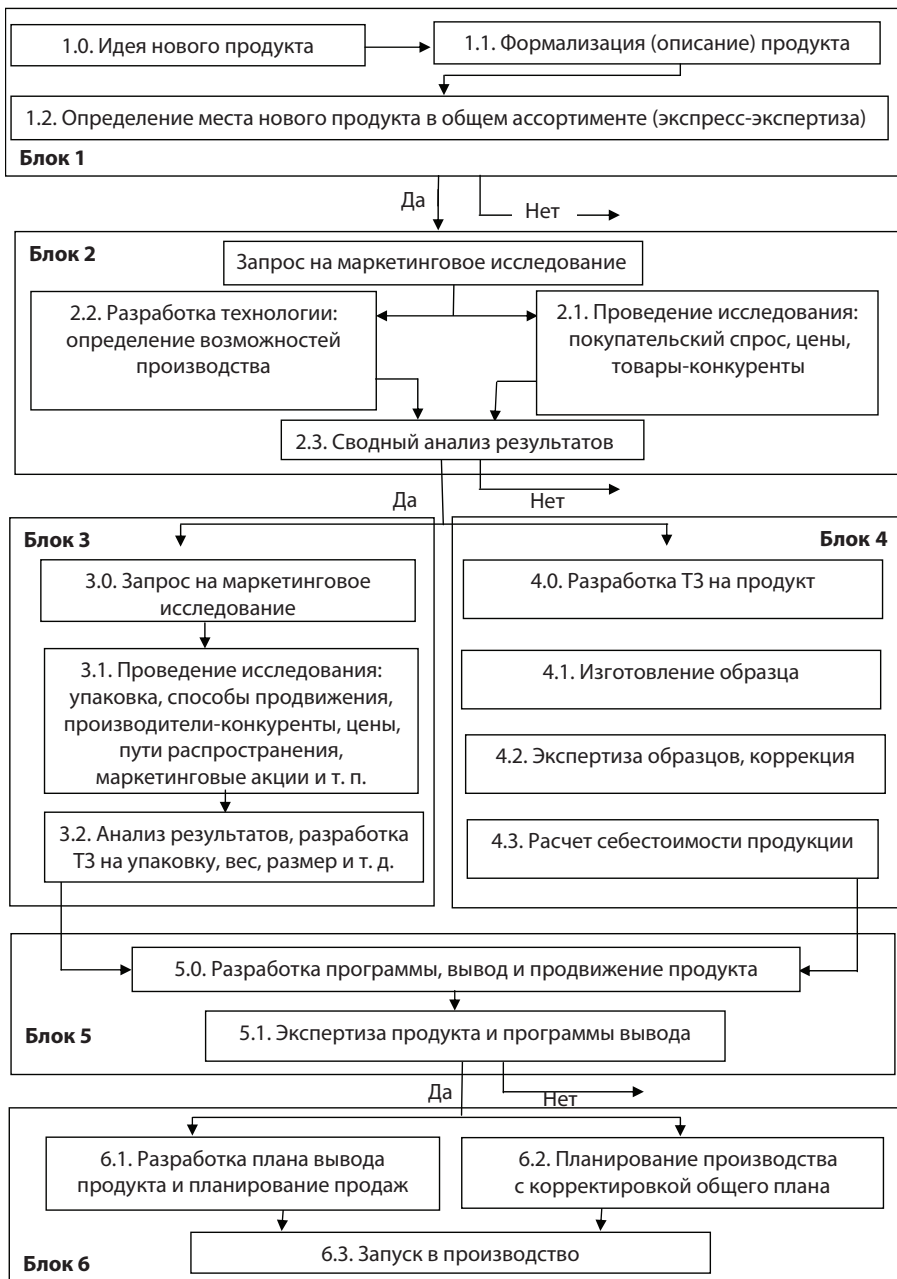 1.0. Идея нового продукта
1.1. Формализация (описание) продукта
1.2. Определение места нового продукта в общем ассортименте (экспресс-экспертиза)
Блок 1
Да
Нет
Блок 2
Запрос на маркетинговое исследование
2.2. Разработка технологии:
определение возможностей
производства
2.1. Проведение исследования:
покупательский спрос, цены,
товары-конкуренты
2.3. Сводный анализ результатов
Да
Нет
Блок 3
3.0. Запрос на маркетинговое
исследование
3.1. Проведение исследования:
упаковка, способы продвижения,
производители-конкуренты, цены,
пути распространения,
маркетинговые акции и т. п.
3.2. Анализ результатов, разработка
ТЗ на упаковку, вес, размер и т. д.
Блок 4
4.0. Разработка ТЗ на продукт
4.1. Изготовление образца
4.2. Экспертиза образцов, коррекция
4.3. Расчет себестоимости продукции
5.0. Разработка программы, вывод и продвижение продукта
5.1. Экспертиза продукта и программы вывода
Блок 5
Да
Нет
6.1. Разработка плана вывода
продукта и планирование продаж
6.2. Планирование производства
с корректировкой общего плана
6.3. Запуск в производство
Блок 6